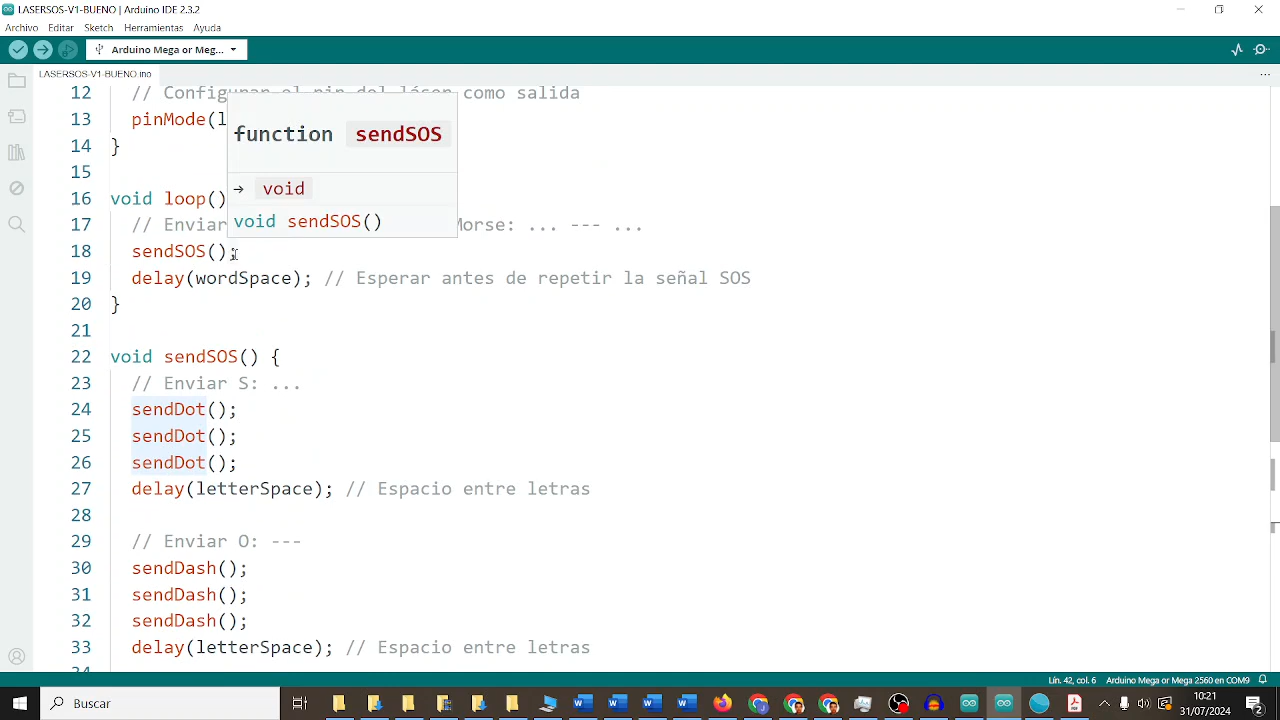 LASERSOS-V1-BUENO | Arduino IDE 2.3.2
Archivo Editar Sketch Herramientas Ayuda
Arduino Mega or Meg...
LASERSOS-V1-BUENO.ino
12 // Configurar el pin del láser como salida
13 pinMode(l
14 }
15
16 void loop()
17 // Enviar Morse: ... --- ...
18 sendSOS();
19 delay(wordSpace); // Esperar antes de repetir la señal SOS
20 }
21
22 void sendSOS() {
23 // Enviar S: ...
24 sendDot();
25 sendDot();
26 sendDot();
27 delay(letterSpace); // Espacio entre letras
28
29 // Enviar O: ---
30 sendDash();
31 sendDash();
32 sendDash();
33 delay(letterSpace); // Espacio entre letras
34
function sendSOS
→ void
void sendSOS()
Lín. 42, col. 6 Arduino Mega or Mega 2560 en COM9
Buscar
10:21
31/07/2024
2